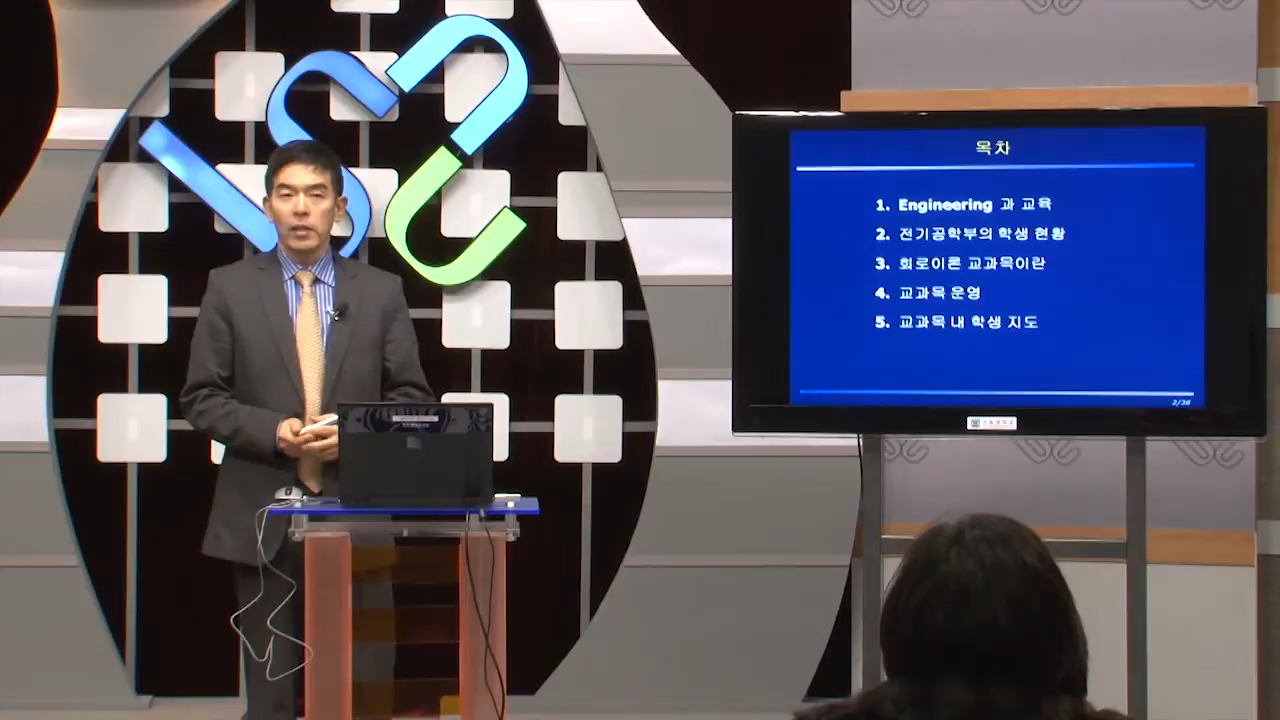 목차
1. Engineering 과 교육
2. 전기공학부의 학생 현황
3. 회로이론 교과목이란
4. 교과목 운영
5. 교과목 내 학생 지도
2/36